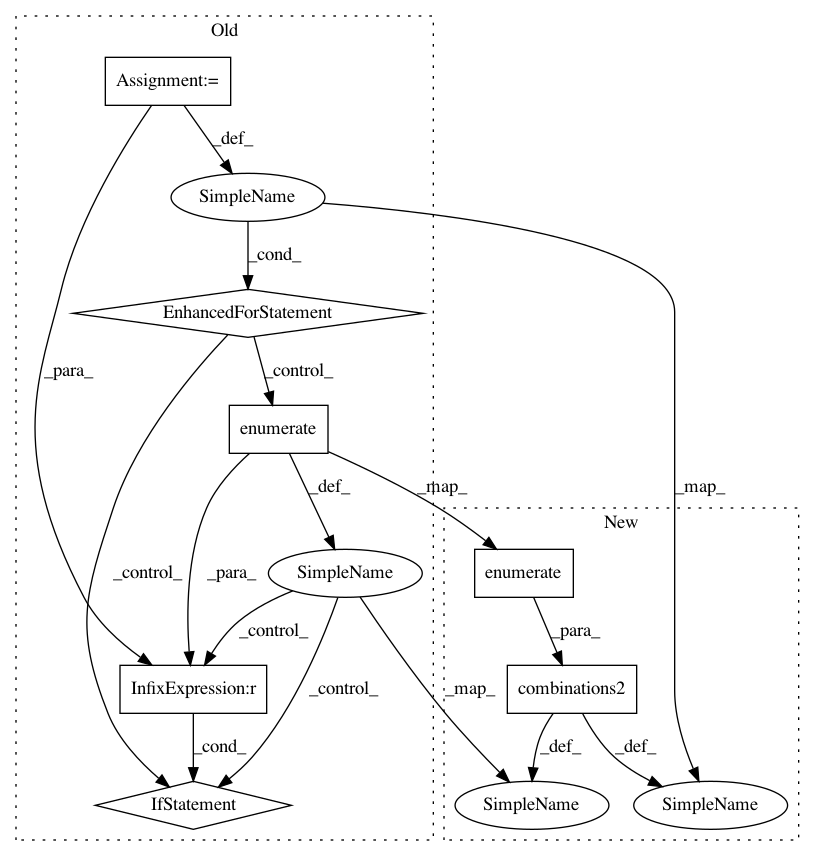 Old
Assignment:=
_def_
SimpleName
_cond_
EnhancedForStatement
_para_
_control_
enumerate
_def_
_map_
_map_
New
_control_
_para_
SimpleName
enumerate
_control_
_para_
InfixExpression:r
_control_
_map_
combinations2
_cond_
_def_
_def_
IfStatement
SimpleName
SimpleName